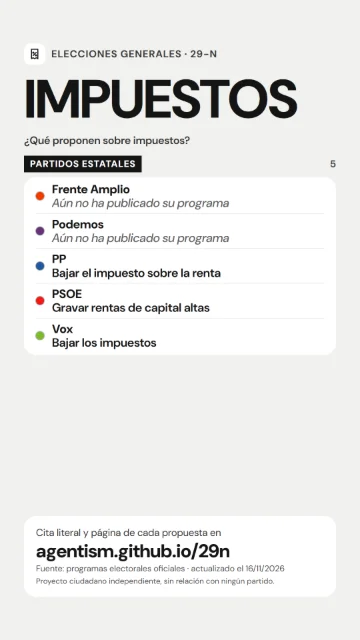 ELECCIONES GENERALES · 29-N
IMPUESTOS
¿Qué proponen sobre impuestos?
PARTIDOS ESTATALES 5
Frente Amplio
Aún no ha publicado su programa
Podemos
Aún no ha publicado su programa
PP
Bajar el impuesto sobre la renta
PSOE
Gravar rentas de capital altas
Vox
Bajar los impuestos
Cita literal y página de cada propuesta en
agentism.github.io/29n
Fuente: programas electorales oficiales · actualizado el 16/11/2026
Proyecto ciudadano independiente, sin relación con ningún partido.